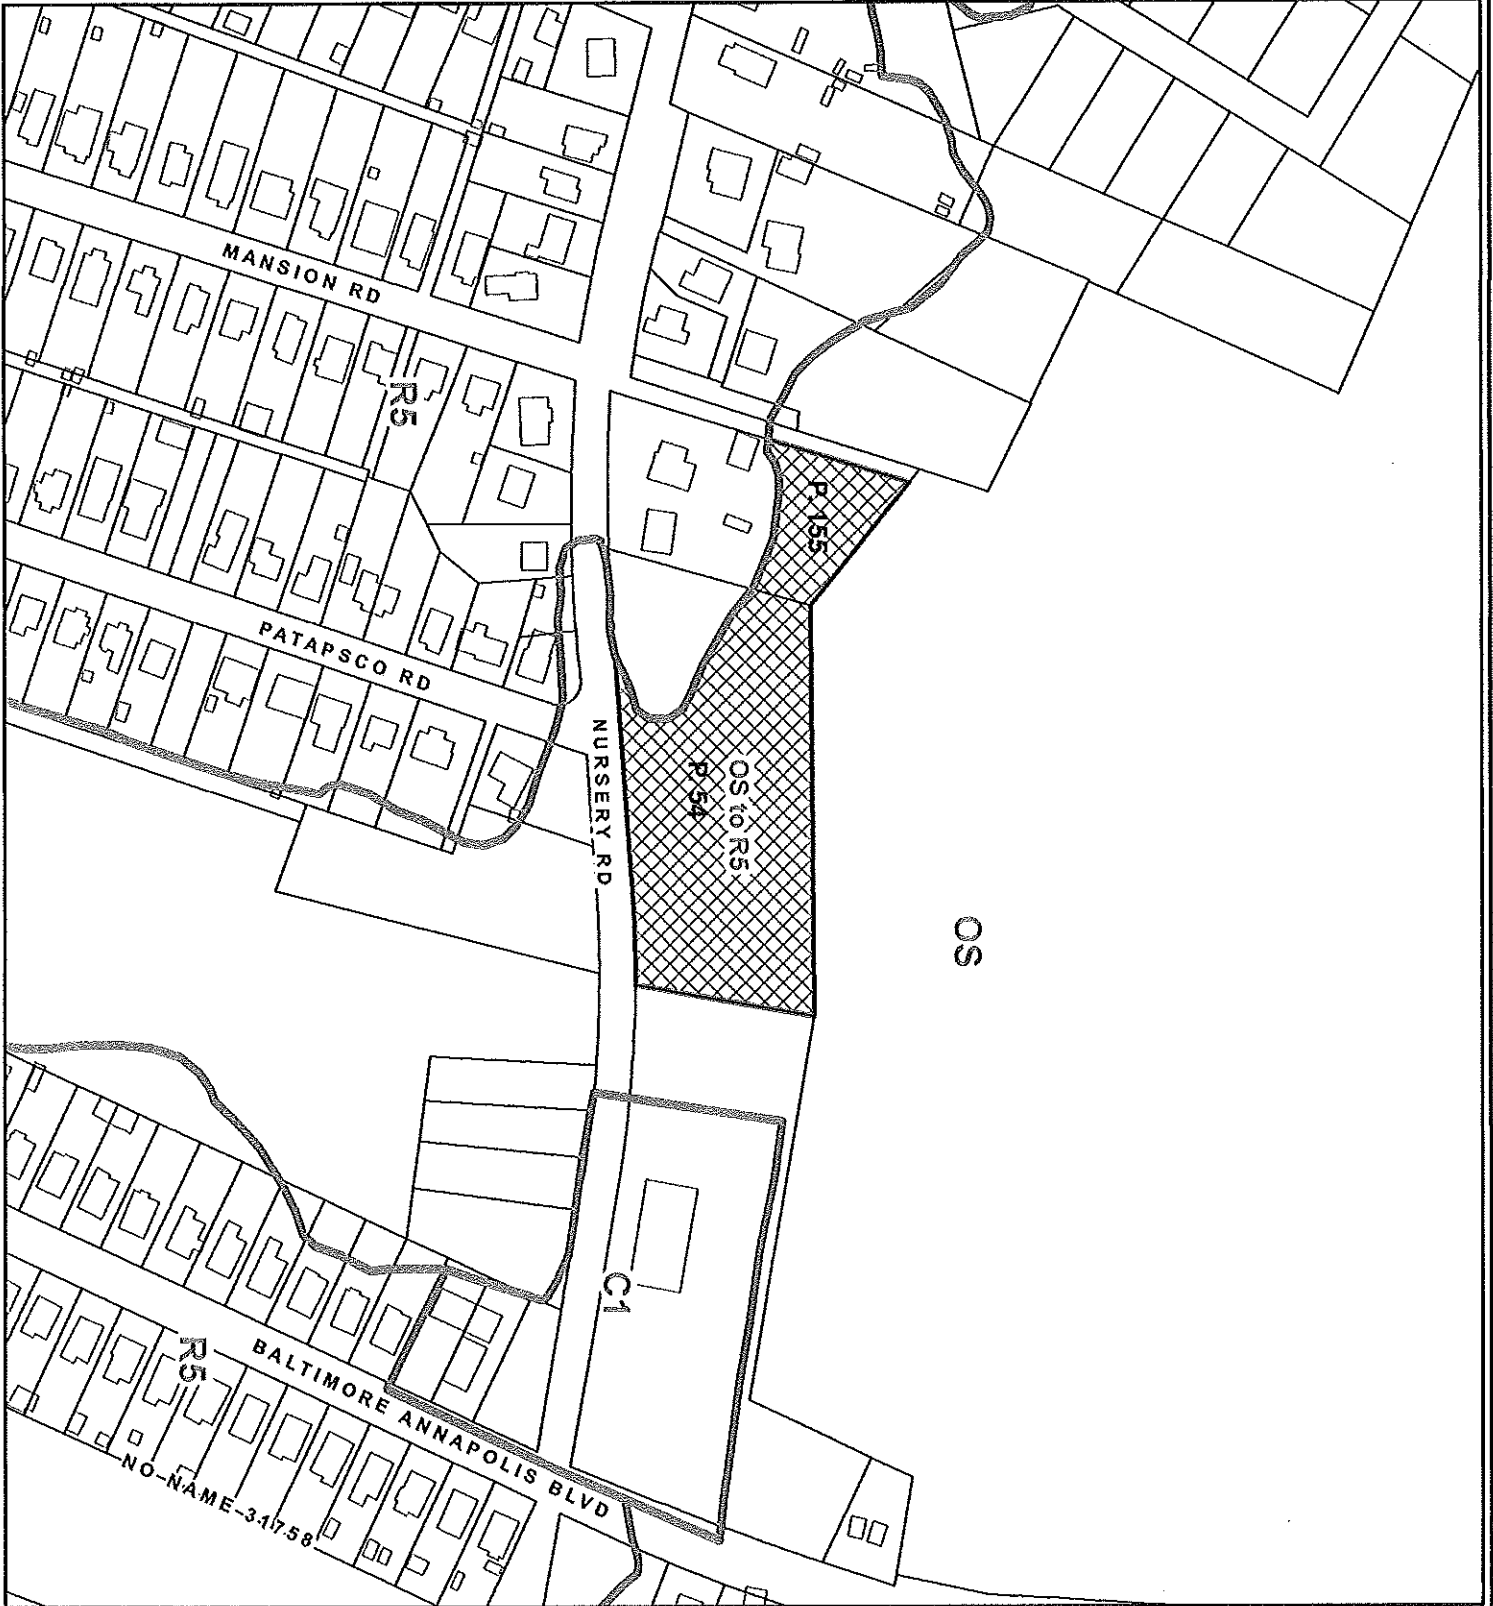 MANSION RD
R5
P. 155
PATAPSCO RD
NURSERY RD
OS to R5
P. 54
OS
C1
BALTIMORE ANNAPOLIS BLVD
R5
NO-NAME-31758